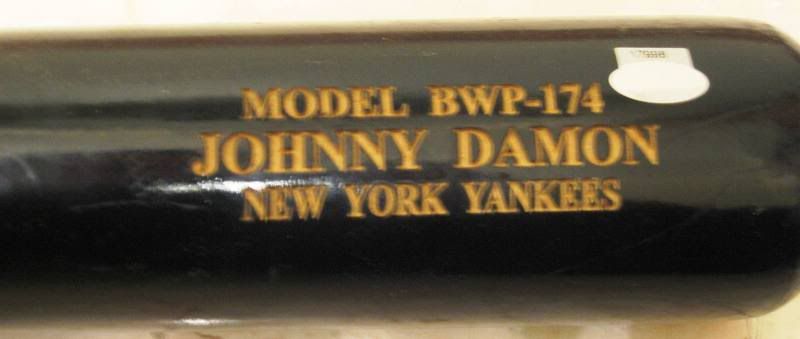 MODEL BWP-174
JOHNNY DAMON
NEW YORK YANKEES